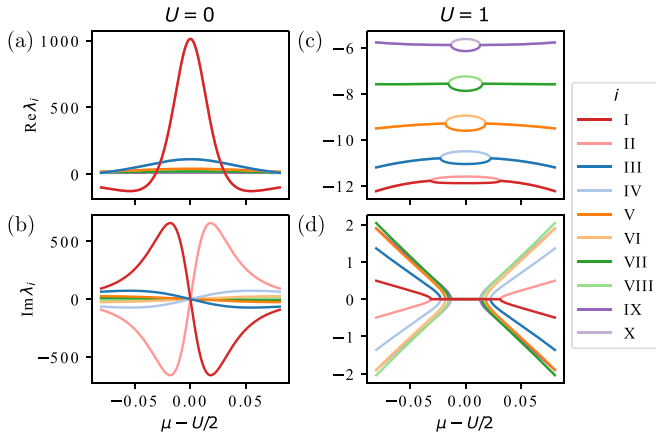 U = 0
U = 1
(a)
1000
500
0
Re λᵢ
(b)
500
0
−500
Im λᵢ
−0.05
0.00
0.05
μ − U/2
(c)
−6
−8
−10
−12
(d)
2
1
0
−1
−2
−0.05
0.00
0.05
μ − U/2
i
I
II
III
IV
V
VI
VII
VIII
IX
X